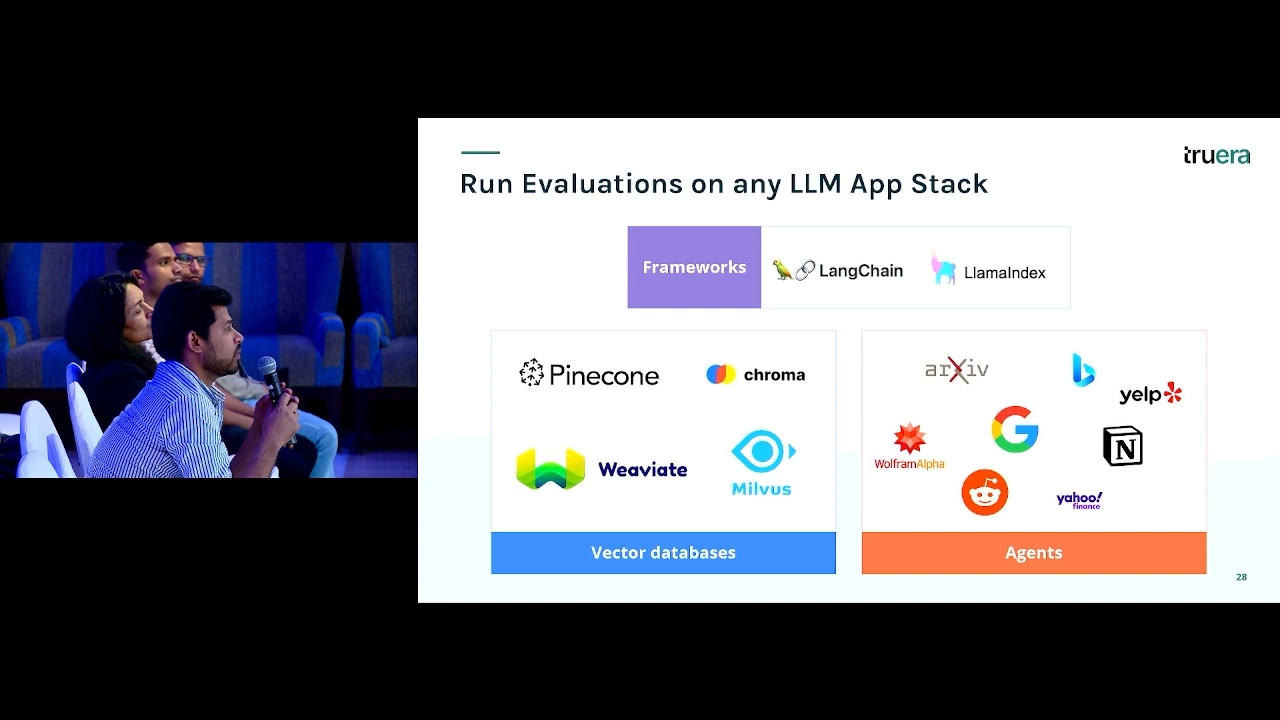 truera
Run Evaluations on any LLM App Stack
Frameworks
LangChain
LlamaIndex
Pinecone
chroma
Weaviate
Milvus
Vector databases
arXiv
yelp
G
WolframAlpha
N
yahoo!
finance
Agents
28